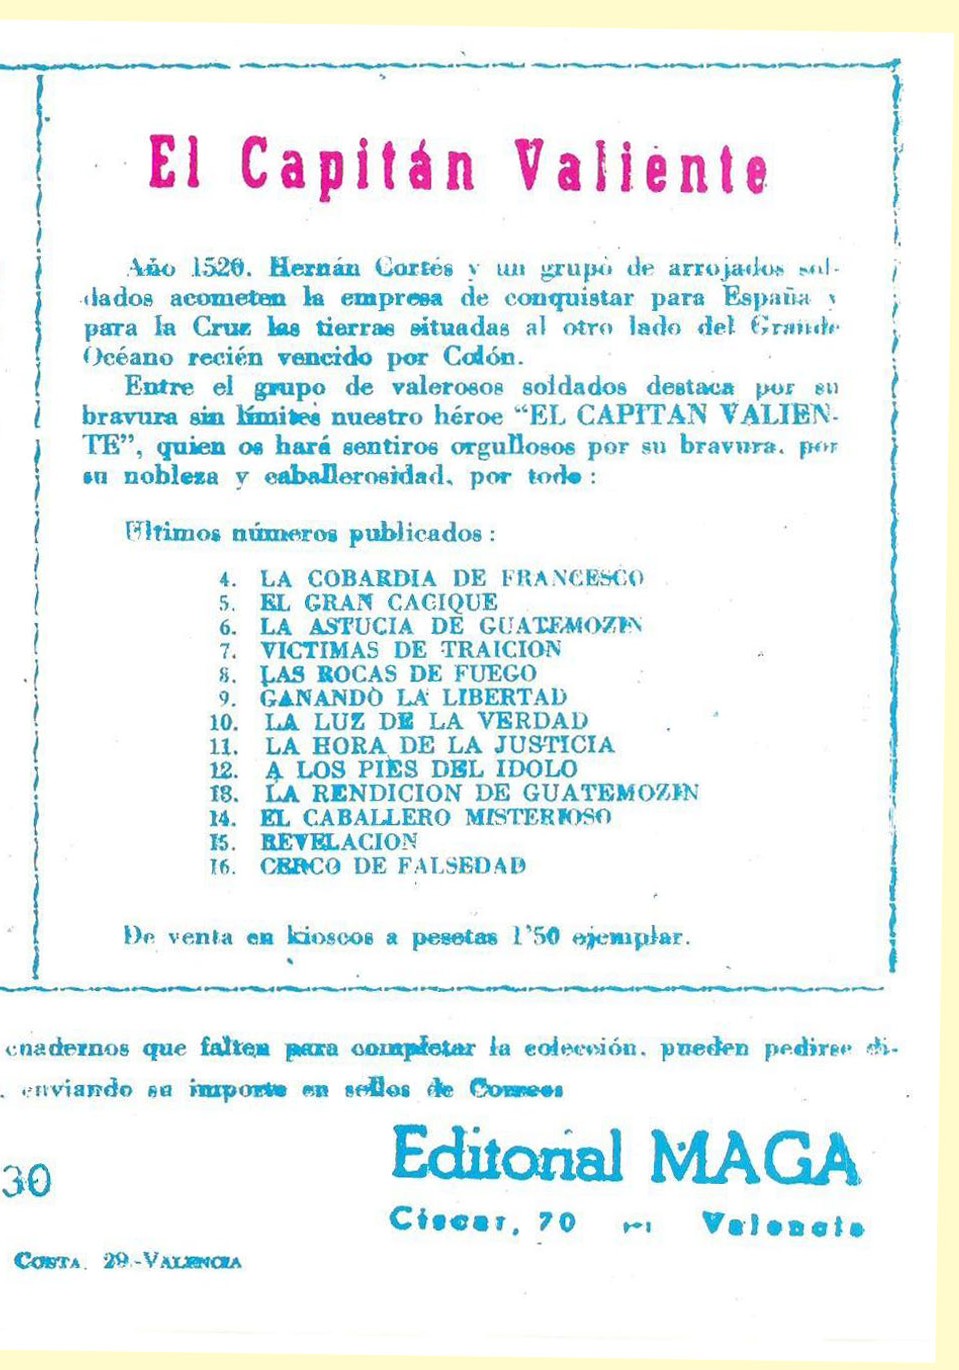 El Capitán Valiente
Año 1520. Hernán Cortés y un grupo de arrojados sol-
dados acometen la empresa de conquistar para España y
para la Cruz las tierras situadas al otro lado del Grande
Océano recién vencido por Colón.
Entre el grupo de valerosos soldados destaca por su
bravura sin límites nuestro héroe “EL CAPITAN VALIEN-
TE”, quien os hará sentiros orgullosos por su bravura, por
su nobleza y caballerosidad, por todo :
Ultimos números publicados :
4. LA COBARDIA DE FRANCESCO
5. EL GRAN CACIQUE
6. LA ASTUCIA DE GUATEMOZIN
7. VICTIMAS DE TRAICION
8. LAS ROCAS DE FUEGO
9. GANANDO LA LIBERTAD
10. LA LUZ DE LA VERDAD
11. LA HORA DE LA JUSTICIA
12. A LOS PIES DEL IDOLO
13. LA RENDICION DE GUATEMOZIN
14. EL CABALLERO MISTERIOSO
15. REVELACION
16. CERCO DE FALSEDAD
De venta en kioscos a pesetas 1’50 ejemplar.
cuadernos que falten para completar la colección, pueden pedirse di-
. enviando su importe en sellos de Correos
30
Editorial MAGA
Ciscar, 70 Valencia
COSTA, 29.-VALENCIA